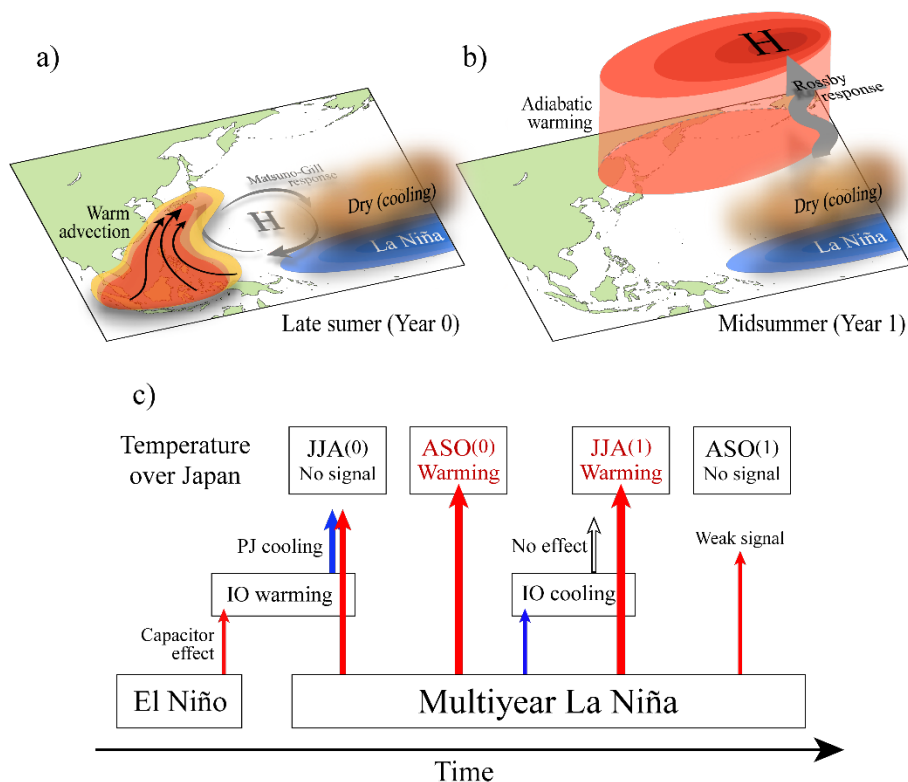 a)
Matsuno-Gill
response
H
Warm
advection
Dry (cooling)
La Niña
Late sumer (Year 0)
b)
H
Rossby
response
Adiabatic
warming
Dry (cooling)
La Niña
Midsummer (Year 1)
c)
Temperature
over Japan
JJA(0)
No signal
ASO(0)
Warming
JJA(1)
Warming
ASO(1)
No signal
PJ cooling
No effect
Weak signal
IO warming
IO cooling
Capacitor
effect
El Niño
Multiyear La Niña
Time